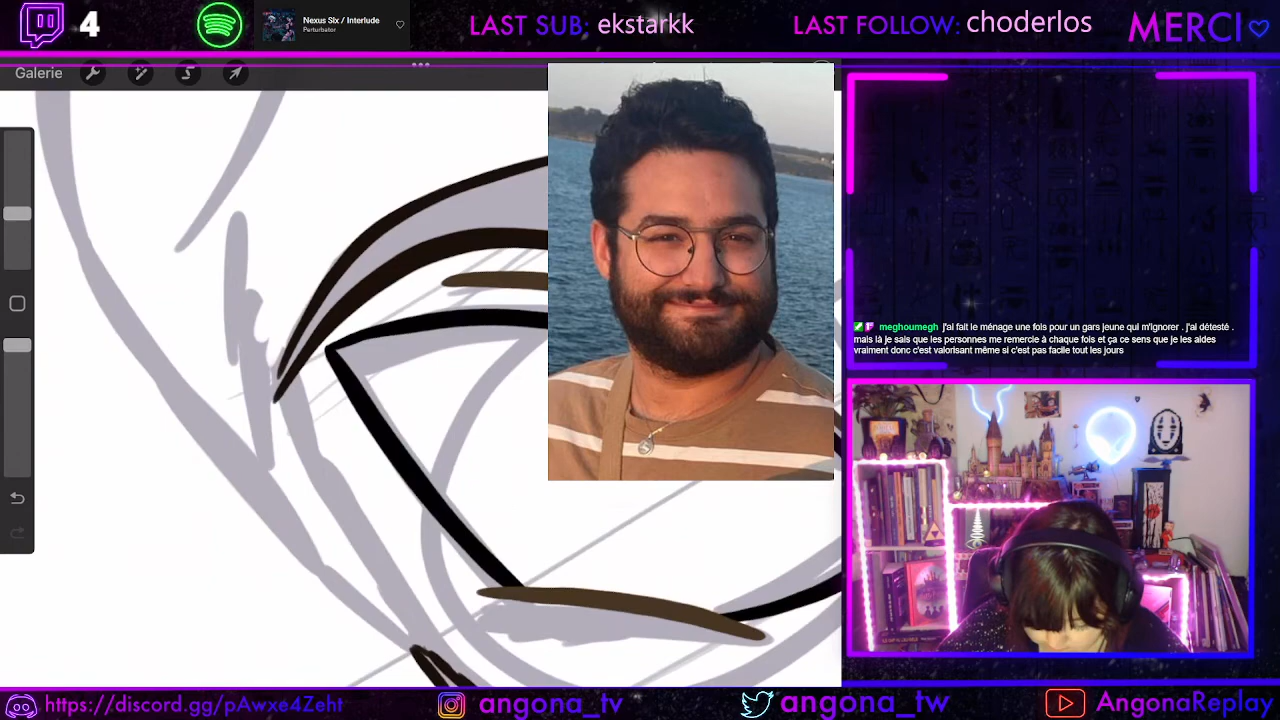 4
Nexus Six / Interlude
Perturbator
LAST SUB: ekstarkk
LAST FOLLOW: choderlos
MERCI
Galerie
meghoumegh j'ai fait le ménage une fois pour un gars jeune qui m'ignorer . j'ai détesté .
mais là je sais que les personnes me remercie à chaque fois et ça ce sens que je les aides
vraiment donc c'est valorisant même si c'est pas facile tout les jours
https://discord.gg/pAwxe4Zeht
angona_tv
angona_tw
AngonaReplay